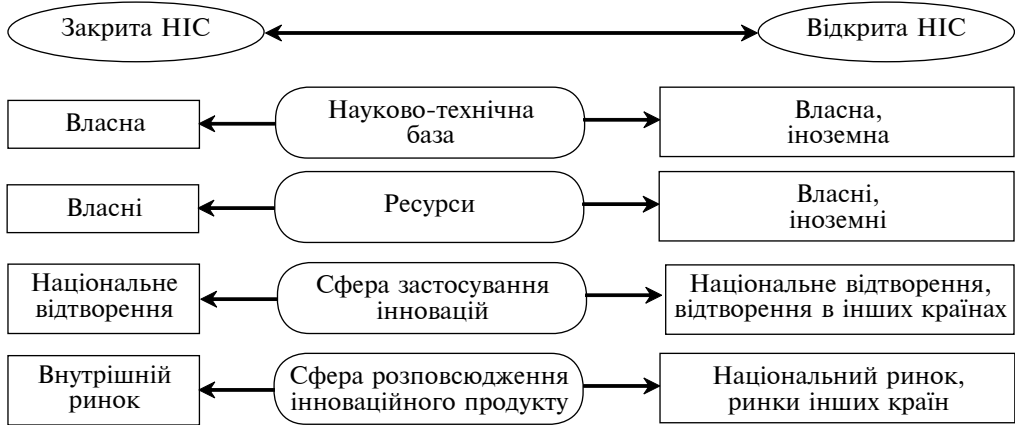 Закрита НІС
Відкрита НІС
Власна
Науково-технічна
база
Власна,
іноземна
Власні
Ресурси
Власні,
іноземні
Національне
відтворення
Сфера застосування
інновацій
Національне відтворення,
відтворення в інших країнах
Внутрішній
ринок
Сфера розповсюдження
інноваційного продукту
Національний ринок,
ринки інших країн